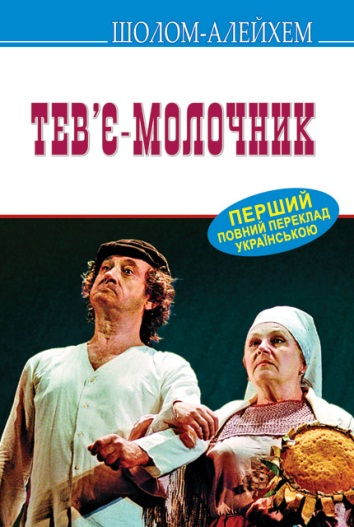 ШОЛОМ-АЛЕЙХЕМ
ТЕВ’Є-МОЛОЧНИК
ПЕРШИЙ
ПОВНИЙ ПЕРЕКЛАД
УКРАЇНСЬКОЮ